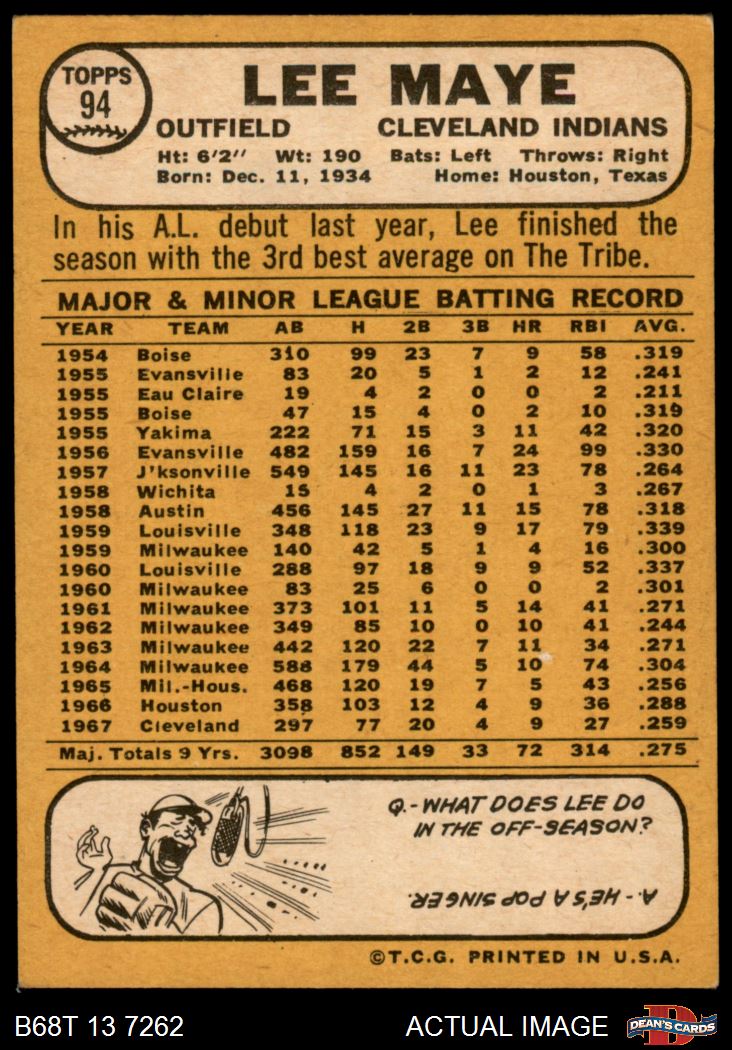 TOPPS
94
LEE MAYE
OUTFIELD CLEVELAND INDIANS
Ht: 6'2" Wt: 190 Bats: Left Throws: Right
Born: Dec. 11, 1934 Home: Houston, Texas
In his A.L. debut last year, Lee finished the
season with the 3rd best average on The Tribe.
MAJOR & MINOR LEAGUE BATTING RECORD
YEAR TEAM AB H 2B 3B HR RBI AVG.
1954 Boise 310 99 23 7 9 58 .319
1955 Evansville 83 20 5 1 2 12 .241
1955 Eau Claire 19 4 2 0 0 2 .211
1955 Boise 47 15 4 0 2 10 .319
1955 Yakima 222 71 15 3 11 42 .320
1956 Evansville 482 159 16 7 24 99 .330
1957 J'ksonville 549 145 16 11 23 78 .264
1958 Wichita 15 4 2 0 1 3 .267
1958 Austin 456 145 27 11 15 78 .318
1959 Louisville 348 118 23 9 17 79 .339
1959 Milwaukee 140 42 5 1 4 16 .300
1960 Louisville 288 97 18 9 9 52 .337
1960 Milwaukee 83 25 6 0 0 2 .301
1961 Milwaukee 373 101 11 5 14 41 .271
1962 Milwaukee 349 85 10 0 10 41 .244
1963 Milwaukee 442 120 22 7 11 34 .271
1964 Milwaukee 588 179 44 5 10 74 .304
1965 Mil.-Hous. 468 120 19 7 5 43 .256
1966 Houston 358 103 12 4 9 36 .288
1967 Cleveland 297 77 20 4 9 27 .259
Maj. Totals 9 Yrs. 3098 852 149 33 72 314 .275
Q.-WHAT DOES LEE DO
IN THE OFF-SEASON?
A.-HE'S A POP SINGER.
©T.C.G. PRINTED IN U.S.A.
B68T 13 7262 ACTUAL IMAGE
D
DEAN'S CARDS